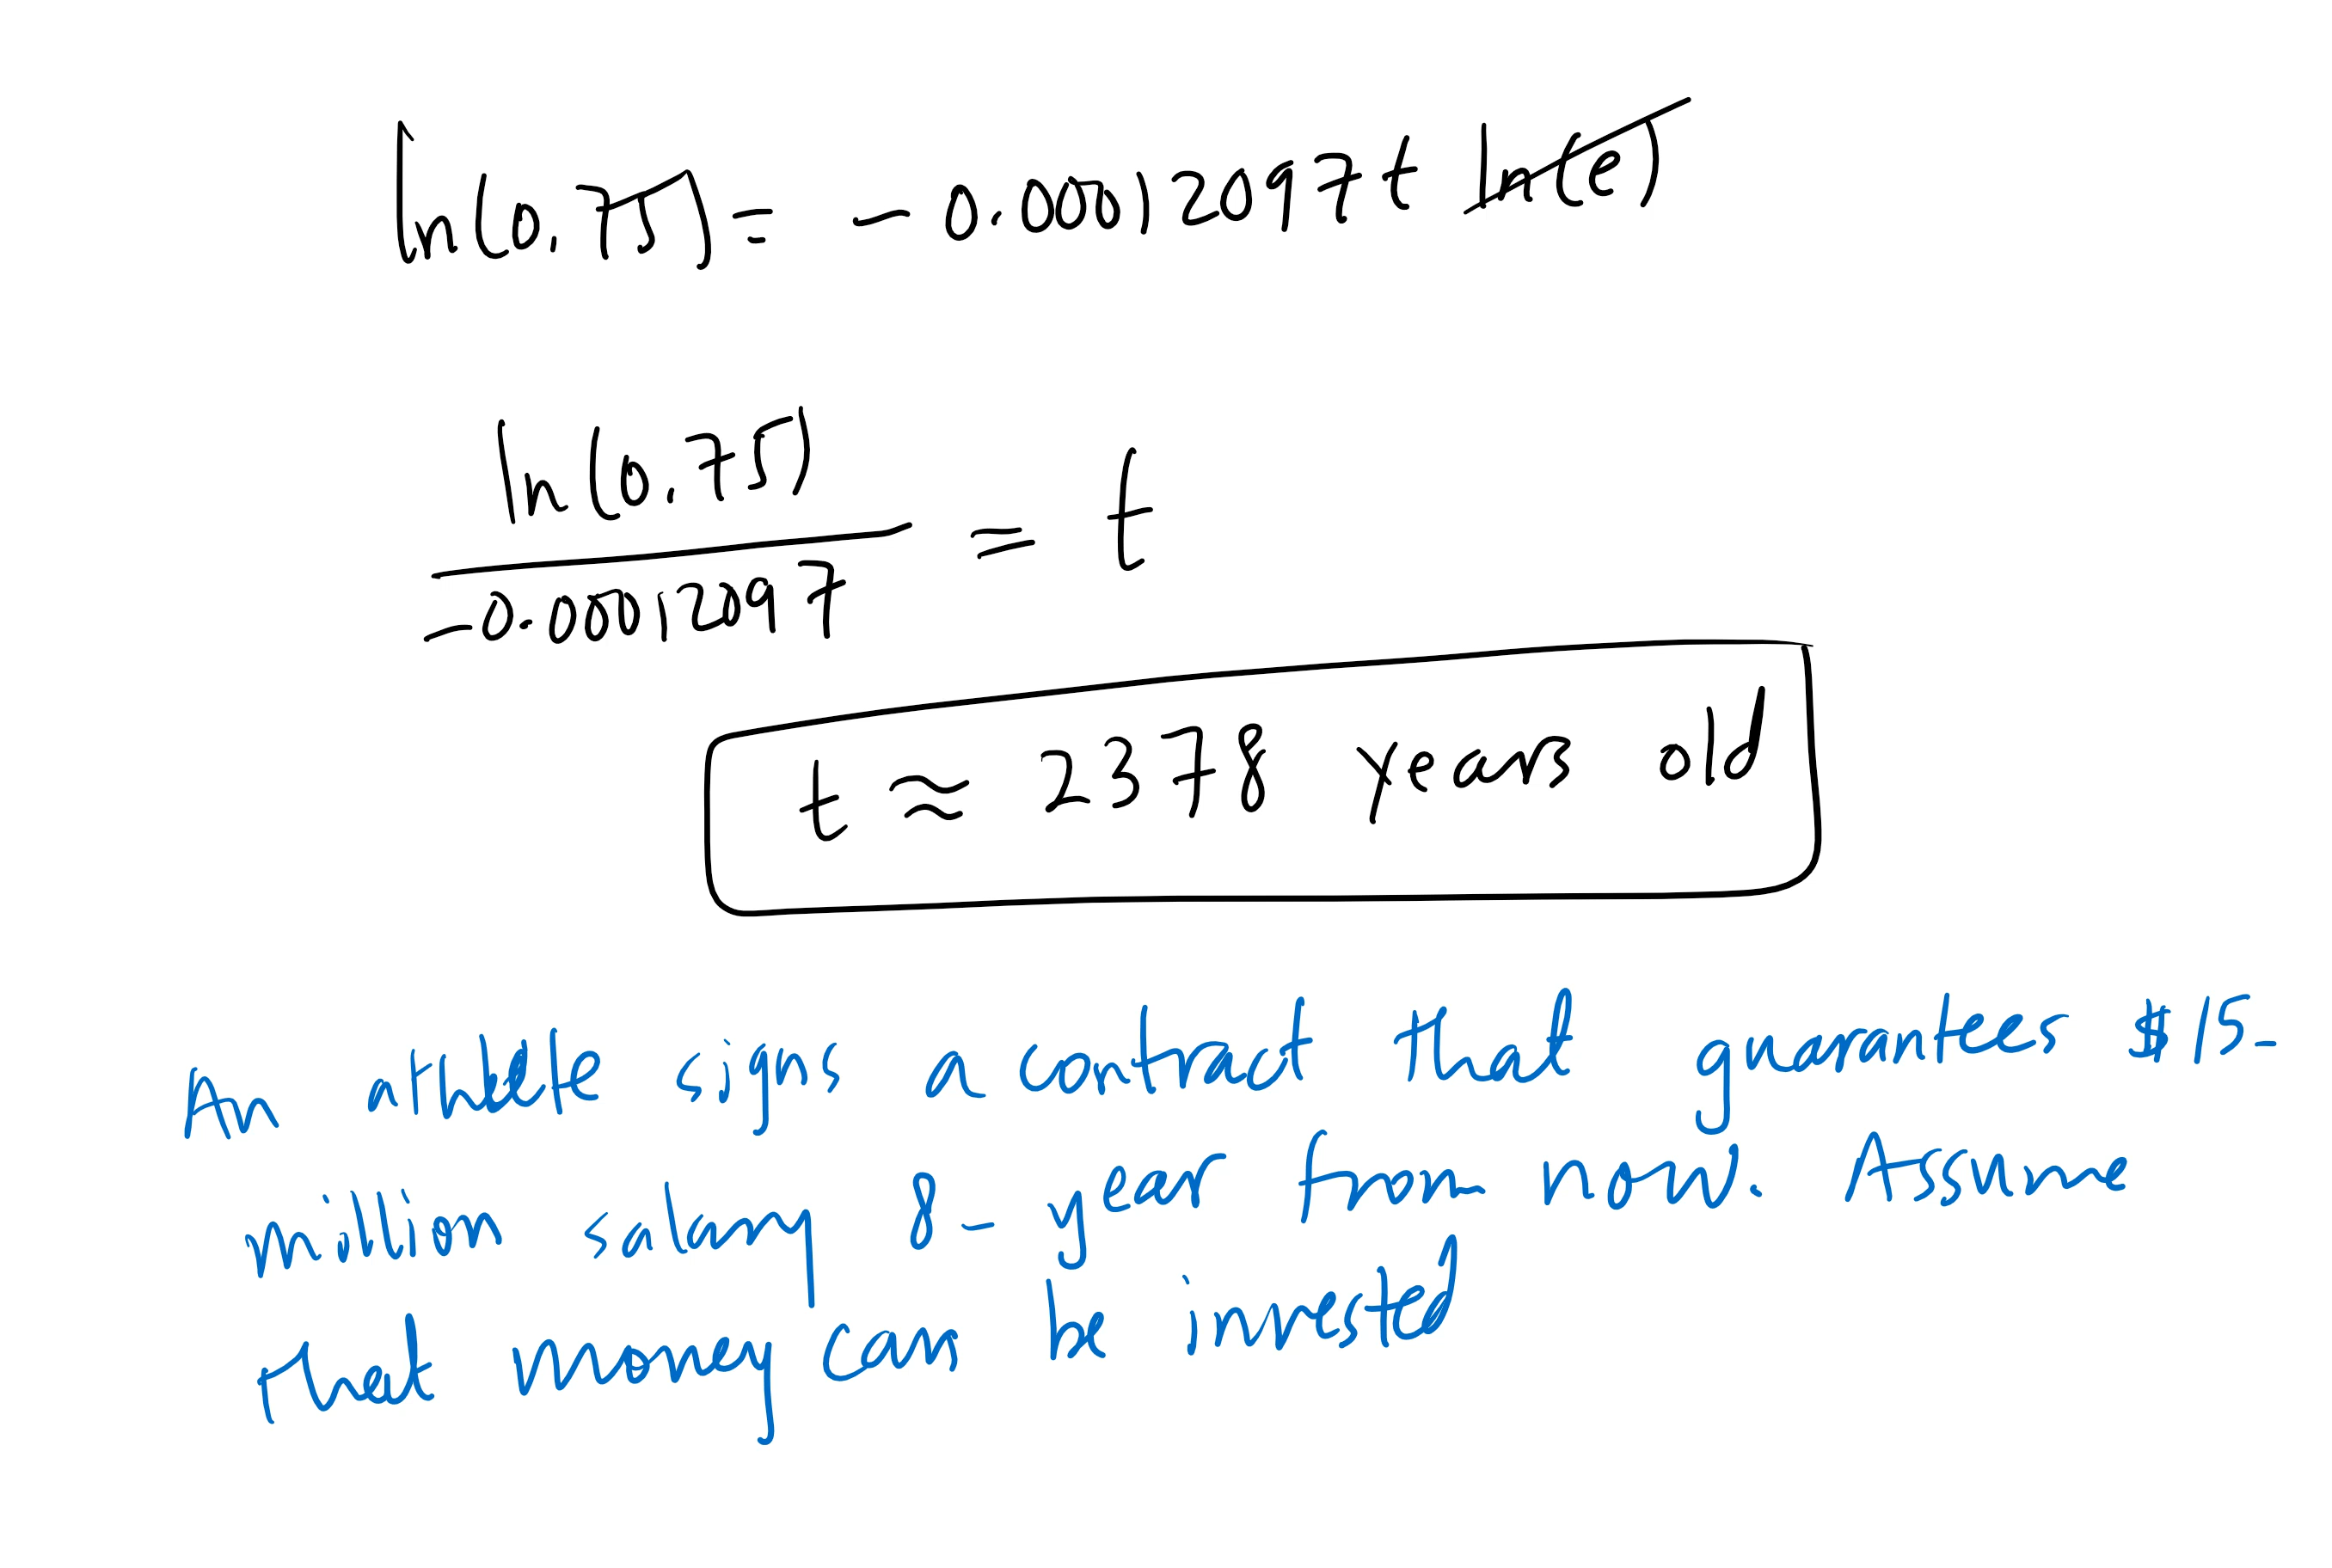 ln(0.75) = - 0.00012097t ln(e)
ln(0.75)
-0.00012097
= t
t ≈ 2378 years old
An athlete signs a contract that guarantees $15-
million salary 8- year from now. Assume
that money can be invested